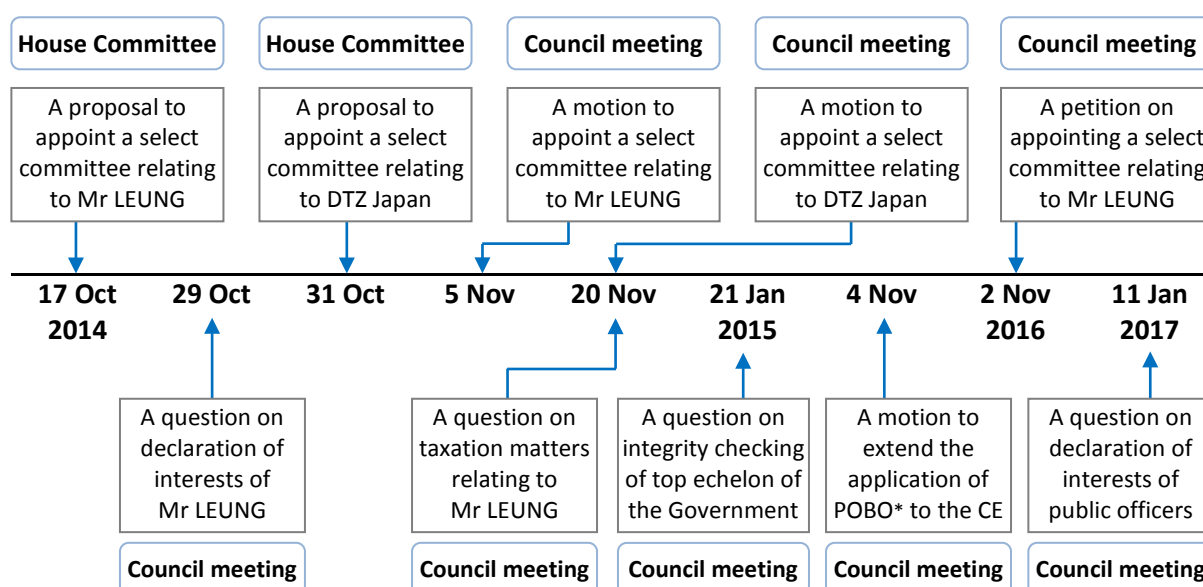 House Committee
House Committee
Council meeting
Council meeting
Council meeting
A proposal to
appoint a select
committee relating
to Mr LEUNG
A proposal to
appoint a select
committee relating
to DTZ Japan
A motion to
appoint a select
committee relating
to Mr LEUNG
A motion to
appoint a select
committee relating
to DTZ Japan
A petition on
appointing a select
committee relating
to Mr LEUNG
17 Oct
2014
29 Oct
31 Oct
5 Nov
20 Nov
21 Jan
2015
4 Nov
2 Nov
2016
11 Jan
2017
A question on
declaration of
interests of
Mr LEUNG
A question on
taxation matters
relating to
Mr LEUNG
A question on
integrity checking
of top echelon of
the Government
A motion to
extend the
application of
POBO* to the CE
A question on
declaration of
interests of
public officers
Council meeting
Council meeting
Council meeting
Council meeting
Council meeting